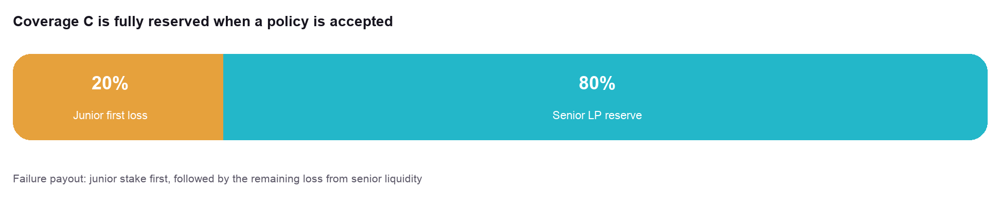 Coverage C is fully reserved when a policy is accepted
20%
80%
Junior first loss
Senior LP reserve
Failure payout: junior stake first, followed by the remaining loss from senior liquidity